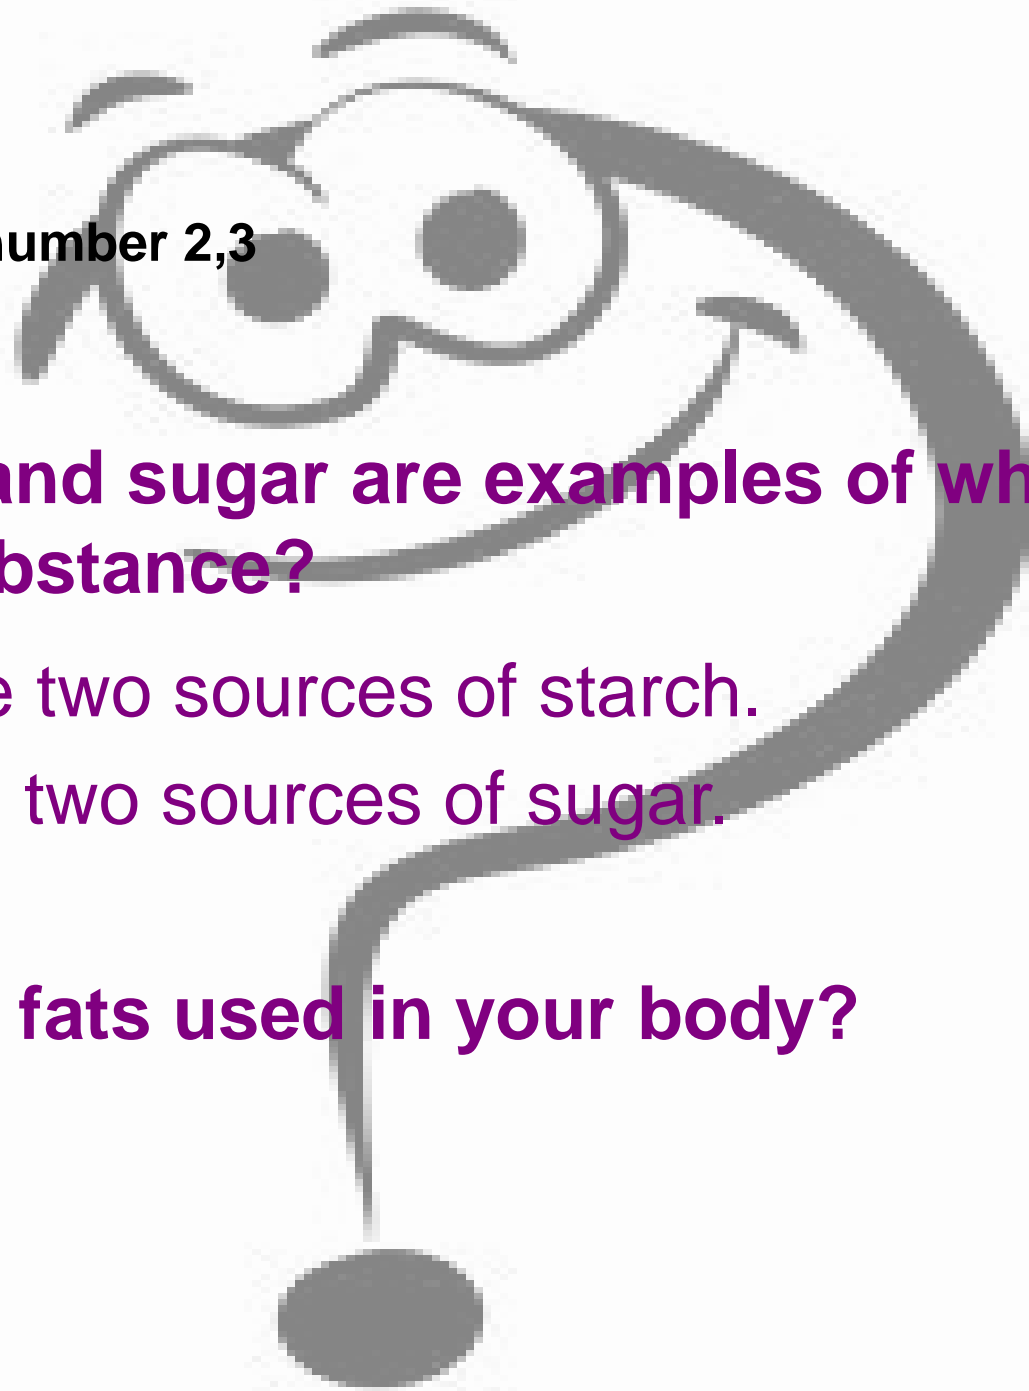 number 2,3
and sugar are examples of wh
bstance?
e two sources of starch.
two sources of sugar.
fats used in your body?